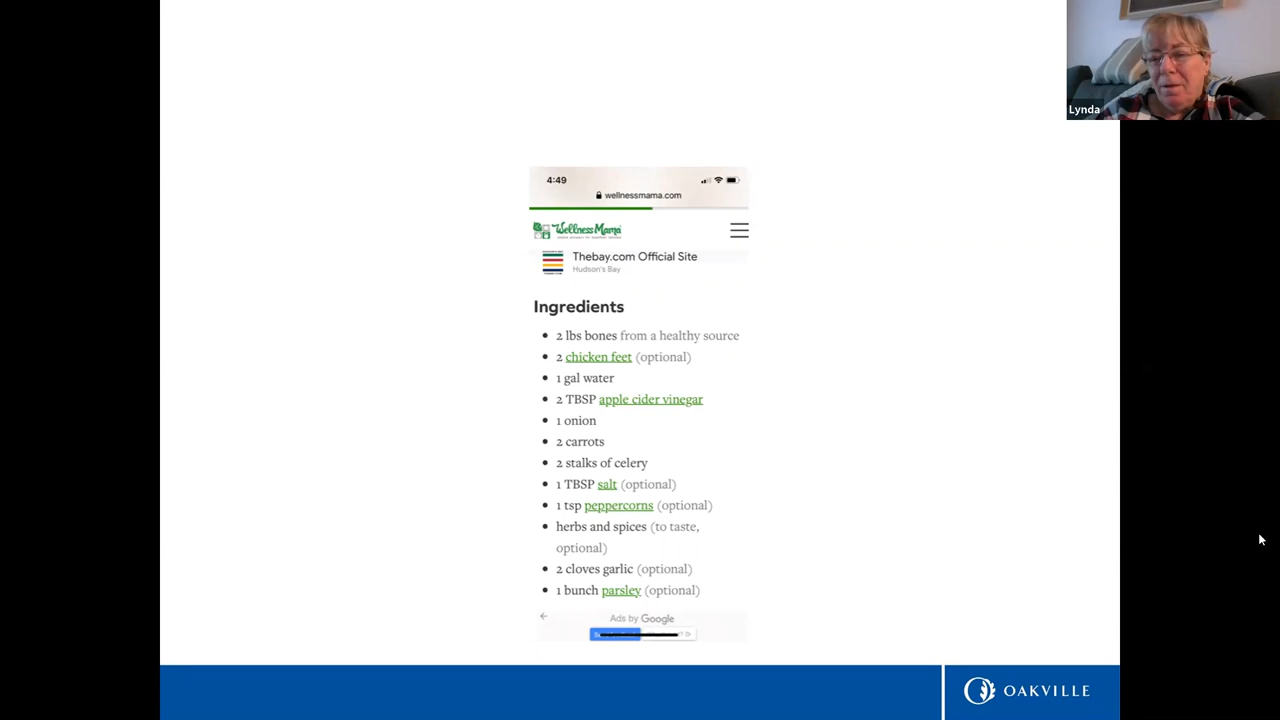 Lynda
4:49
wellnessmama.com
Wellness Mama
Thebay.com Official Site
Hudson's Bay
Ingredients
• 2 lbs bones from a healthy source
• 2 chicken feet (optional)
• 1 gal water
• 2 TBSP apple cider vinegar
• 1 onion
• 2 carrots
• 2 stalks of celery
• 1 TBSP salt (optional)
• 1 tsp peppercorns (optional)
• herbs and spices (to taste,
optional)
• 2 cloves garlic (optional)
• 1 bunch parsley (optional)
Ads by Google
OAKVILLE